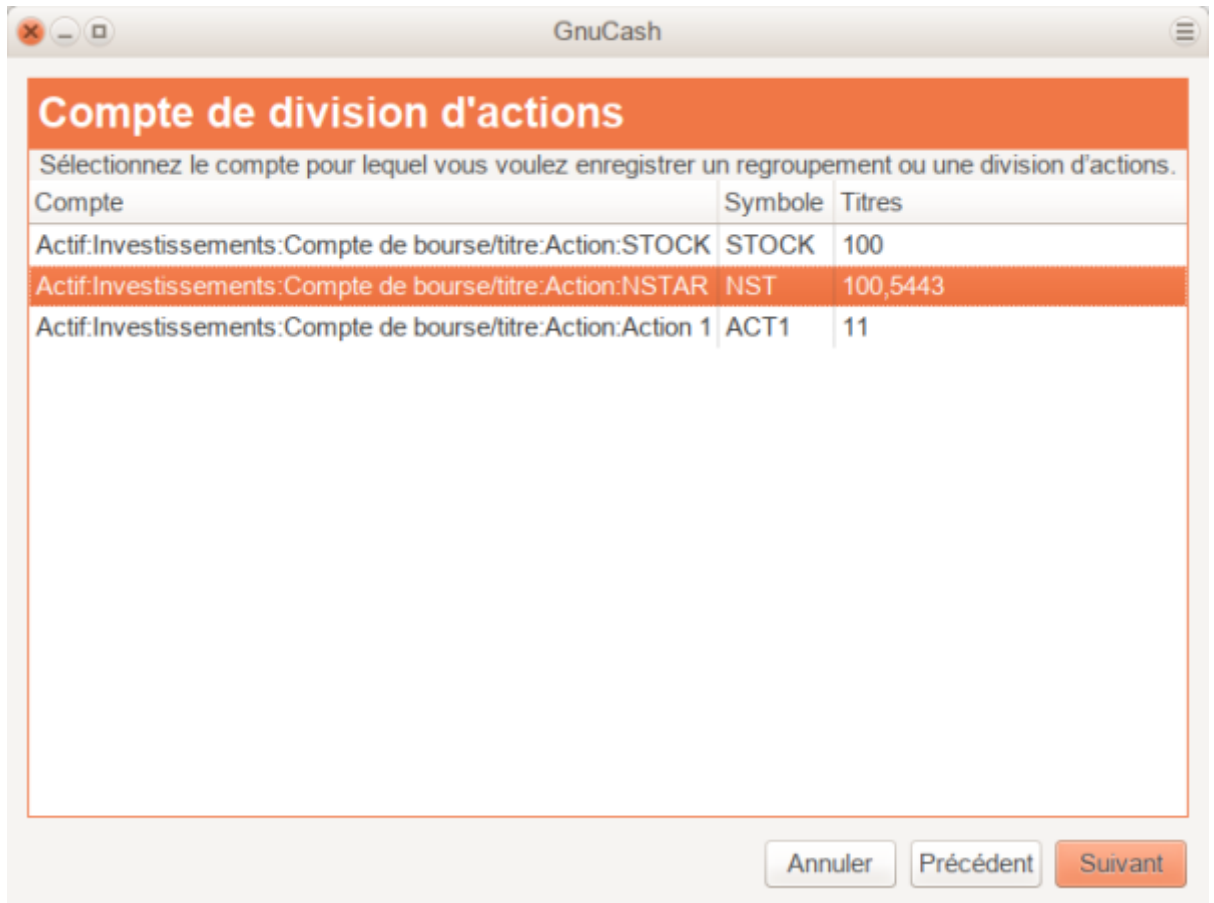 GnuCash
Compte de division d'actions
Sélectionnez le compte pour lequel vous voulez enregistrer un regroupement ou une division d’actions.
Compte Symbole Titres
Actif:Investissements:Compte de bourse/titre:Action:STOCK STOCK 100
Actif:Investissements:Compte de bourse/titre:Action:NSTAR NST 100,5443
Actif:Investissements:Compte de bourse/titre:Action:Action 1 ACT1 11
Annuler Précédent Suivant